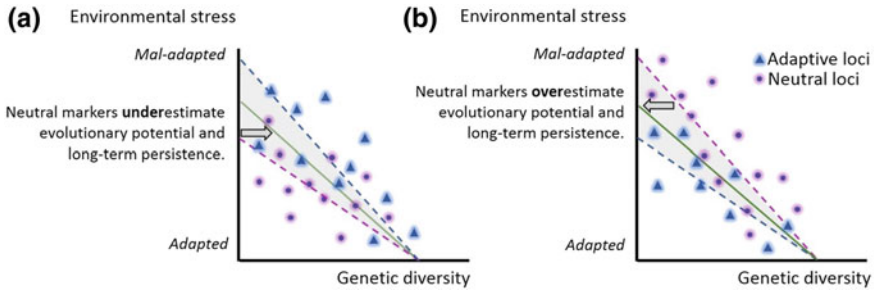 (a)
Environmental stress
Mal-adapted
Neutral markers underestimate
evolutionary potential and
long-term persistence.
Adapted
Genetic diversity
(b)
Environmental stress
Mal-adapted
Adaptive loci
Neutral loci
Neutral markers overestimate
evolutionary potential and
long-term persistence.
Adapted
Genetic diversity